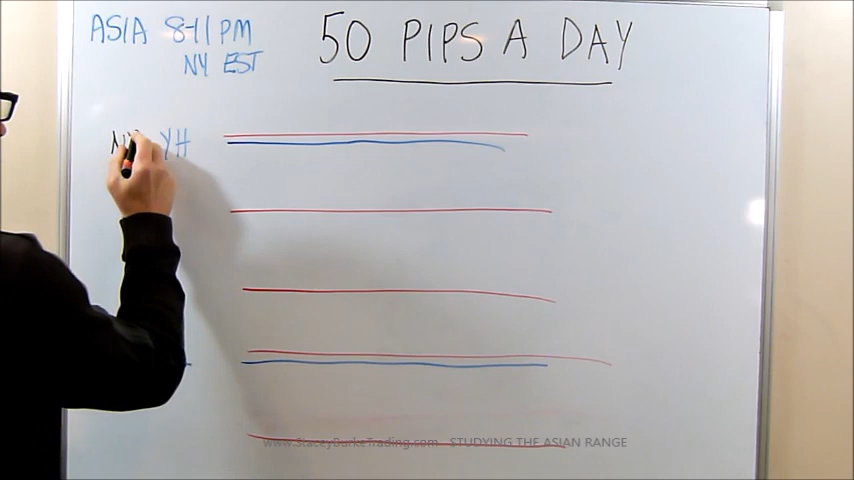 ASIA 8-11 PM
NY EST
50 PIPS A DAY
YH
www.StaceyBurkeTrading.com STUDYING THE ASIAN RANGE